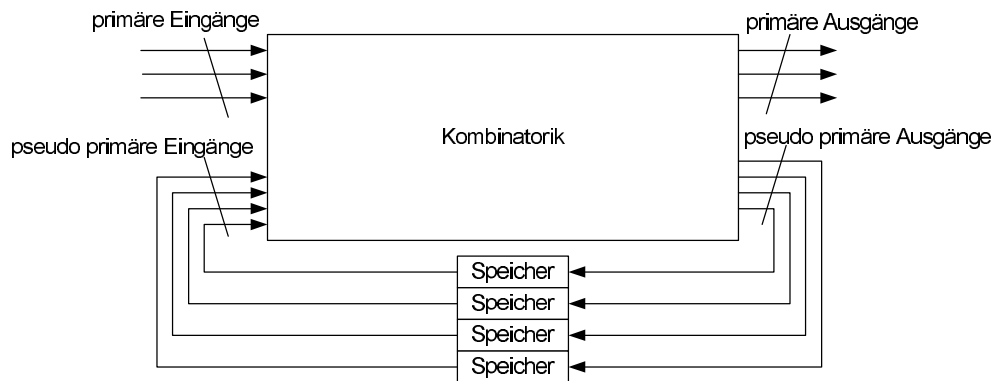 primäre Eingänge
primäre Ausgänge
Kombinatorik
pseudo primäre Eingänge
pseudo primäre Ausgänge
Speicher
Speicher
Speicher
Speicher